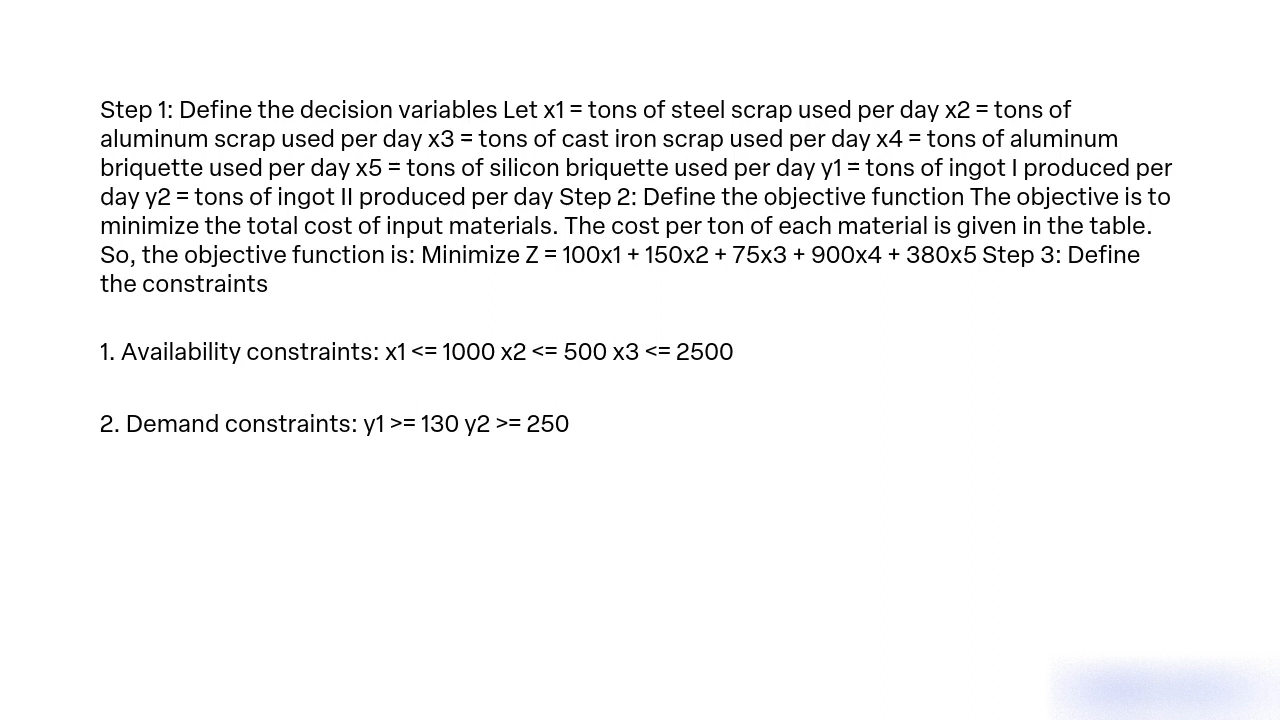 Step 1: Define the decision variables Let x1 = tons of steel scrap used per day x2 = tons of
aluminum scrap used per day x3 = tons of cast iron scrap used per day x4 = tons of aluminum
briquette used per day x5 = tons of silicon briquette used per day y1 = tons of ingot I produced per
day y2 = tons of ingot II produced per day Step 2: Define the objective function The objective is to
minimize the total cost of input materials. The cost per ton of each material is given in the table.
So, the objective function is: Minimize Z = 100x1 + 150x2 + 75x3 + 900x4 + 380x5 Step 3: Define
the constraints
1. Availability constraints: x1 <= 1000 x2 <= 500 x3 <= 2500
2. Demand constraints: y1 >= 130 y2 >= 250